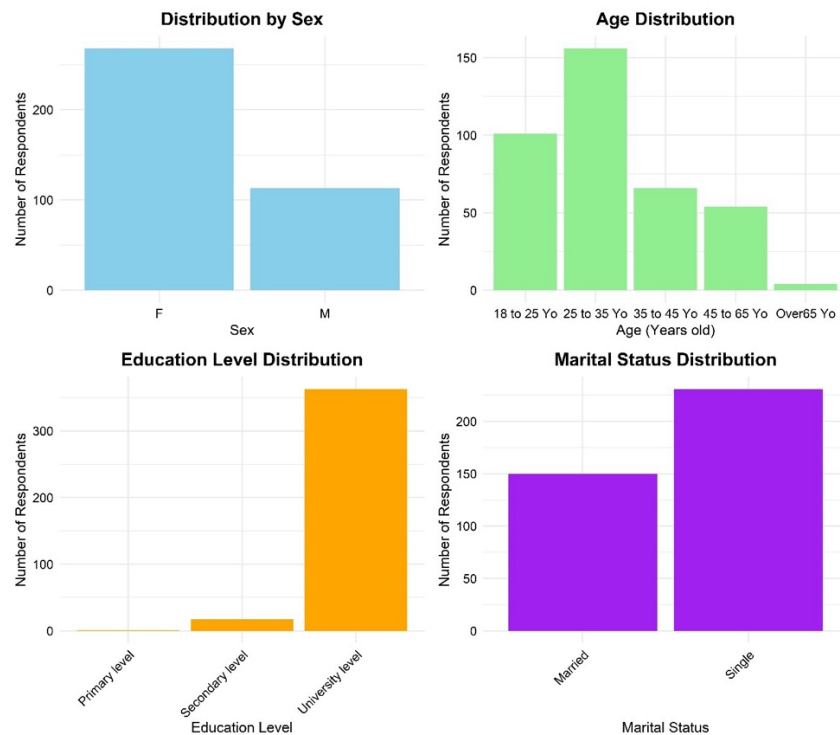 Distribution by Sex
Number of Respondents
200
100
0
F M
Sex
Age Distribution
Number of Respondents
150
100
50
0
18 to 25 Yo 25 to 35 Yo 35 to 45 Yo 45 to 65 Yo Over65 Yo
Age (Years old)
Education Level Distribution
Number of Respondents
300
200
100
0
Primary level
Secondary level
University level
Education Level
Marital Status Distribution
Number of Respondents
200
150
100
50
0
Married
Single
Marital Status